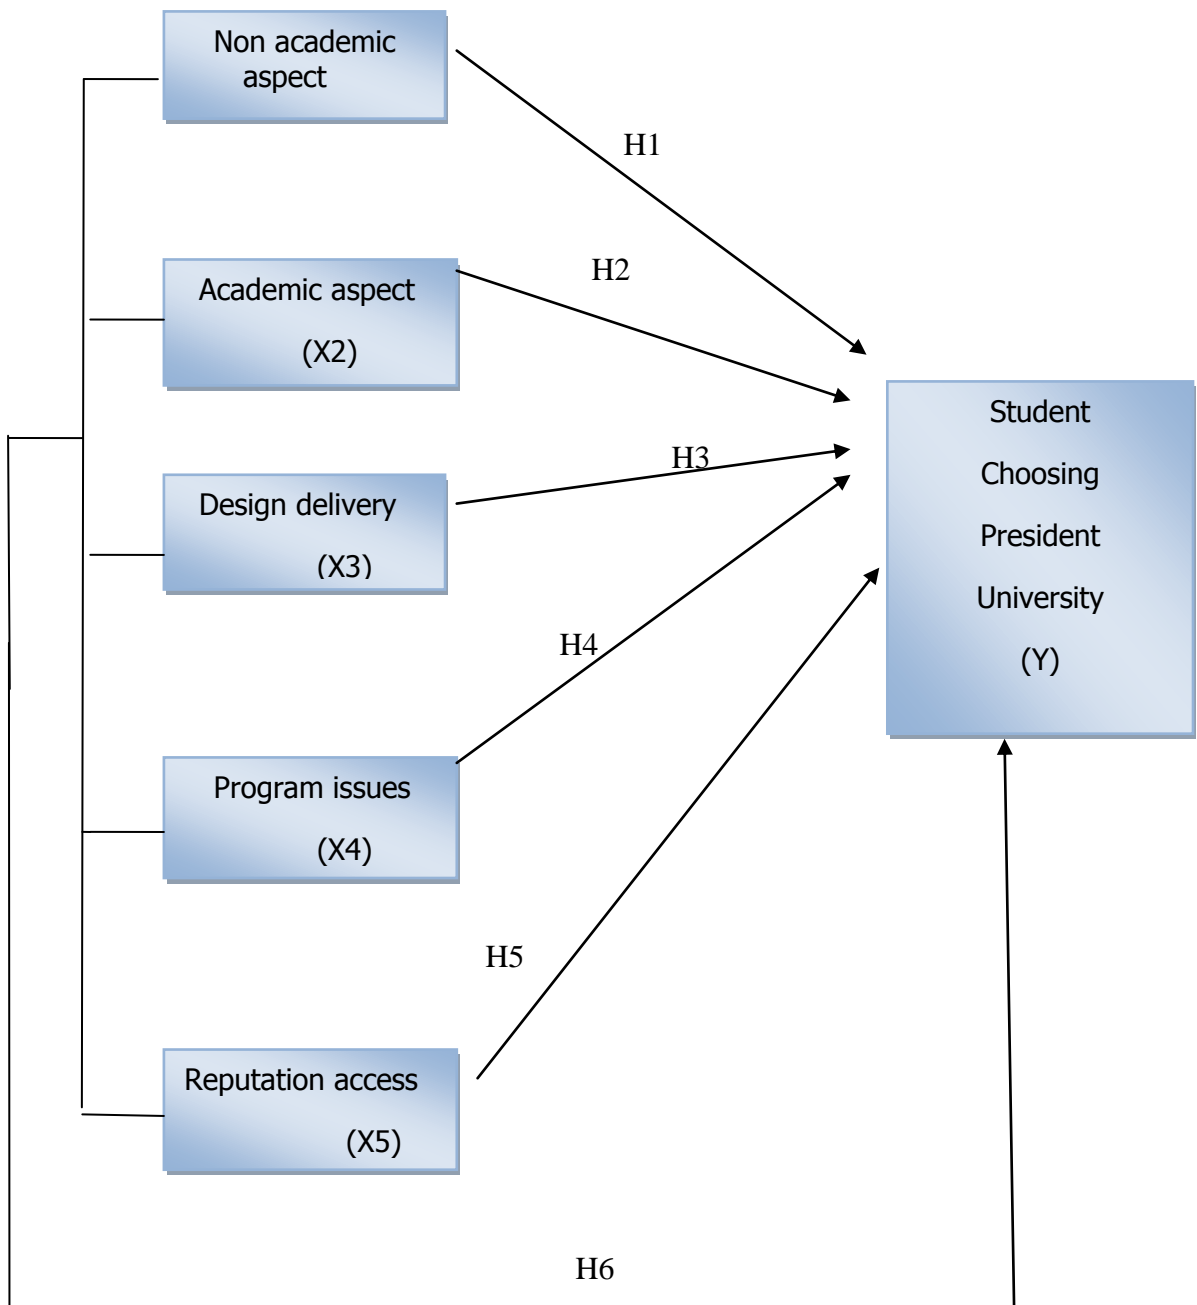 Non academic
aspect
H1
Academic aspect
(X2)
H2
Design delivery
(X3)
H3
Student
Choosing
President
University
(Y)
Program issues
(X4)
H4
Reputation access
(X5)
H5
H6